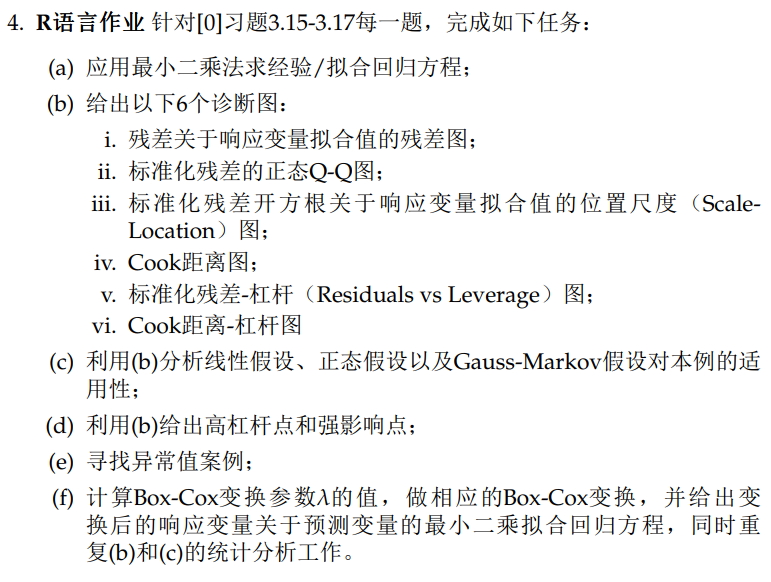 4. R语言作业 针对[0]习题3.15-3.17每一题，完成如下任务：
(a) 应用最小二乘法求经验/拟合回归方程；
(b) 给出以下6个诊断图：
i. 残差关于响应变量拟合值的残差图；
ii. 标准化残差的正态Q-Q图；
iii. 标准化残差开方根关于响应变量拟合值的位置尺度（Scale-
Location）图；
iv. Cook距离图；
v. 标准化残差-杠杆（Residuals vs Leverage）图；
vi. Cook距离-杠杆图
(c) 利用(b)分析线性假设、正态假设以及Gauss-Markov假设对本例的适
用性；
(d) 利用(b)给出高杠杆点和强影响点；
(e) 寻找异常值案例；
(f) 计算Box-Cox变换参数λ的值，做相应的Box-Cox变换，并给出变
换后的响应变量关于预测变量的最小二乘拟合回归方程，同时重
复(b)和(c)的统计分析工作。